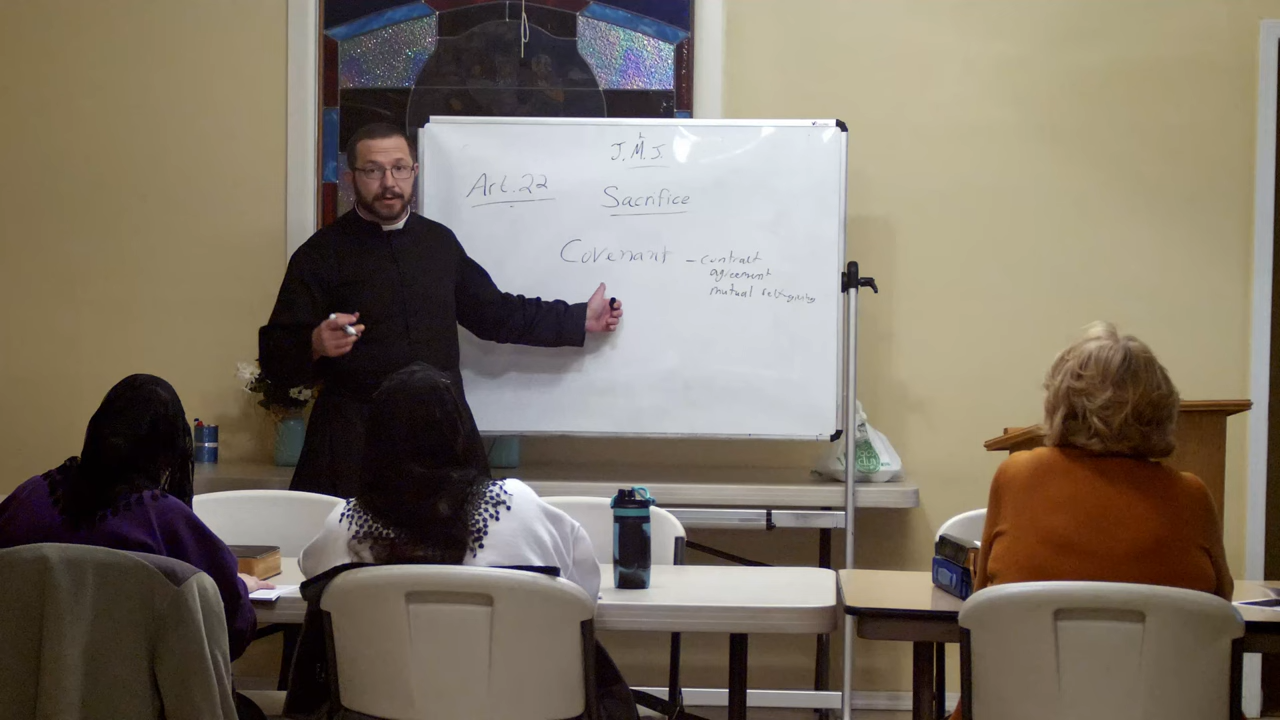 J.M.J.
Art.22
Sacrifice
Covenant – contract
agreement
mutual